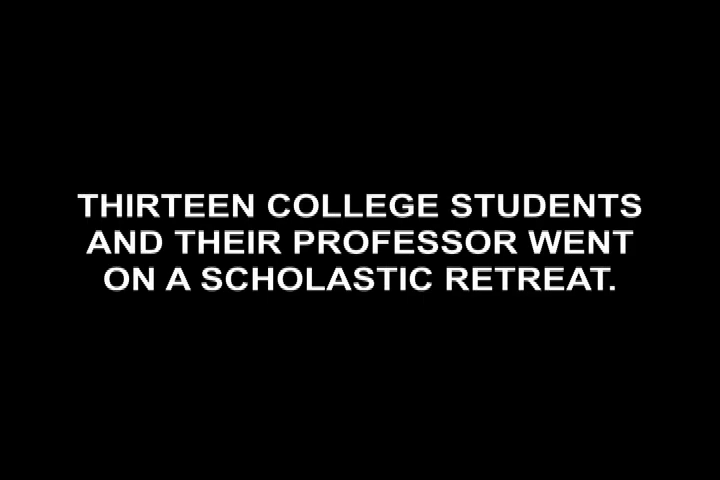 THIRTEEN COLLEGE STUDENTS
AND THEIR PROFESSOR WENT
ON A SCHOLASTIC RETREAT.